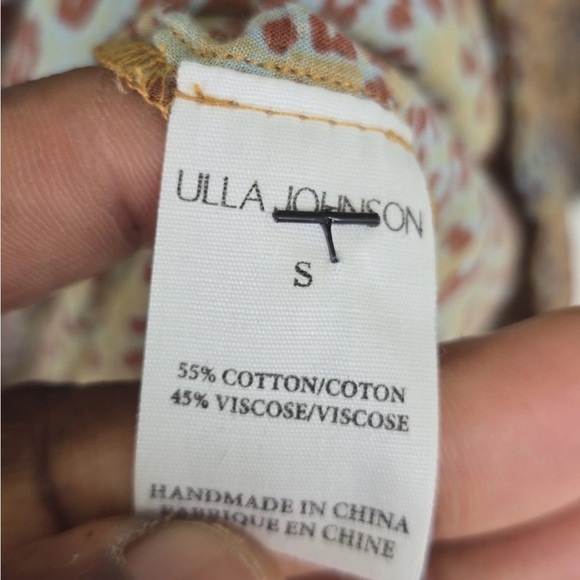 ULLA JOHNSON
S
55% COTTON/COTON
45% VISCOSE/VISCOSE
HANDMADE IN CHINA
FABRIQUE EN CHINE